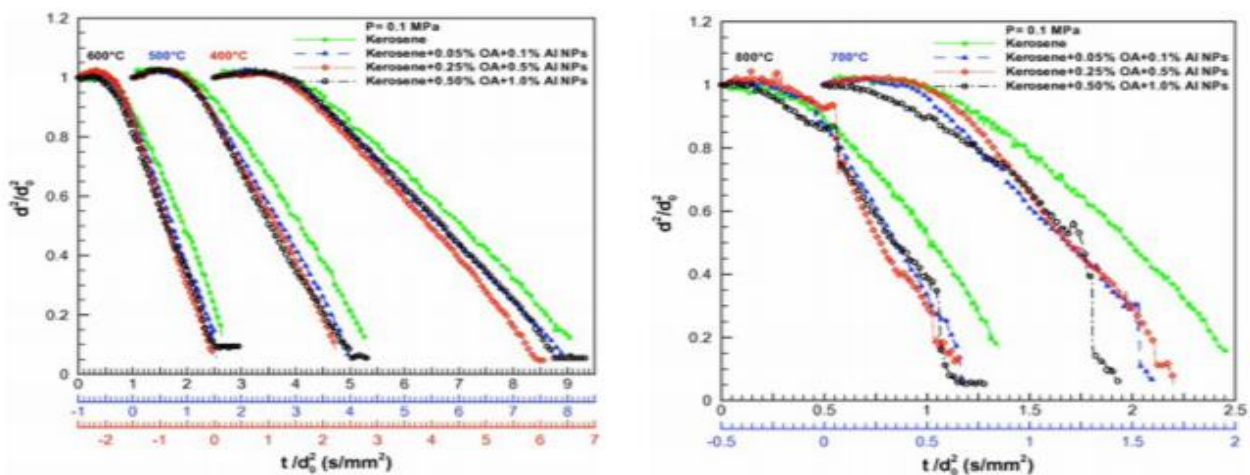 P= 0.1 MPa
Kerosene
Kerosene+0.05% OA+0.1% Al NPs
Kerosene+0.25% OA+0.5% Al NPs
Kerosene+0.50% OA+1.0% Al NPs
600°C 500°C 400°C
1.2
1
0.8
0.6
0.4
0.2
0
d²/d₀²
0 1 2 3 4 5 6 7 8 9
-1 0 1 2 3 4 5 6 7 8
-2 -1 0 1 2 3 4 5 6 7
t /d₀² (s/mm²)
P= 0.1 MPa
Kerosene
Kerosene+0.05% OA+0.1% Al NPs
Kerosene+0.25% OA+0.5% Al NPs
Kerosene+0.50% OA+1.0% Al NPs
800°C 700°C
1.2
1
0.8
0.6
0.4
0.2
0
d²/d₀²
0 0.5 1 1.5 2 2.5
-0.5 0 0.5 1 1.5 2
t /d₀² (s/mm²)